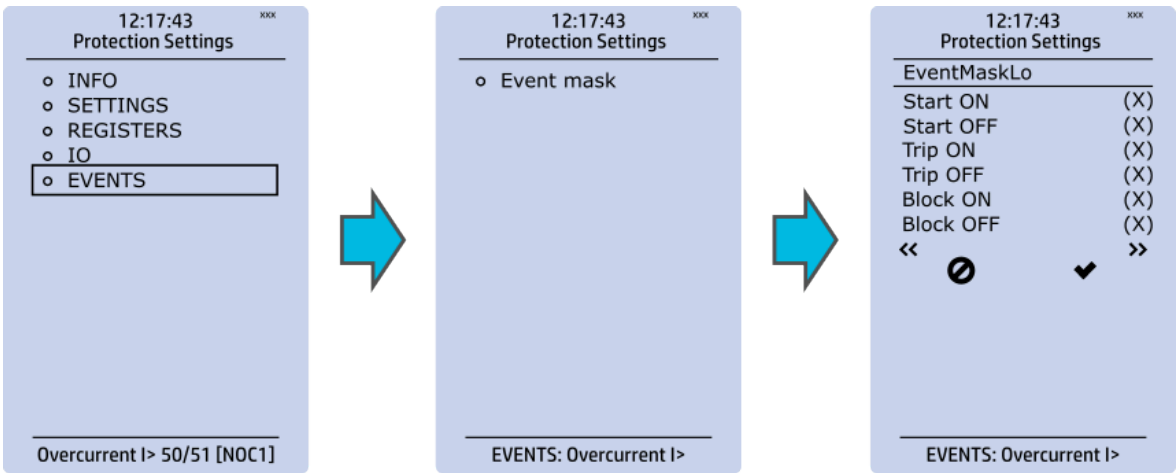 12:17:43 xxx
Protection Settings
INFO
SETTINGS
REGISTERS
IO
EVENTS
Overcurrent I> 50/51 [NOC1]
12:17:43 xxx
Protection Settings
Event mask
EVENTS: Overcurrent I>
12:17:43 xxx
Protection Settings
EventMaskLo
Start ON (X)
Start OFF (X)
Trip ON (X)
Trip OFF (X)
Block ON (X)
Block OFF (X)
<< >>
EVENTS: Overcurrent I>